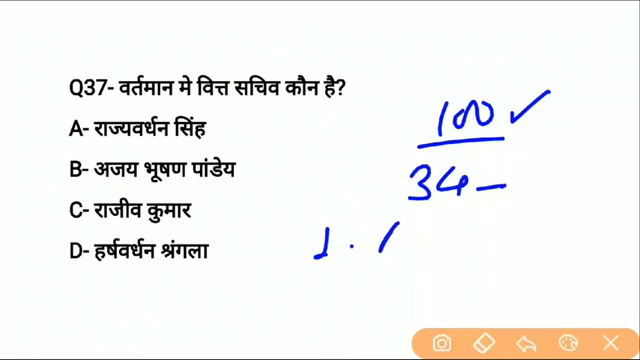 Q37- वर्तमान मे वित्त सचिव कौन है?
A- राज्यवर्धन सिंह
B- अजय भूषण पांडेय
C- राजीव कुमार
D- हर्षवर्धन श्रंगला
100
34